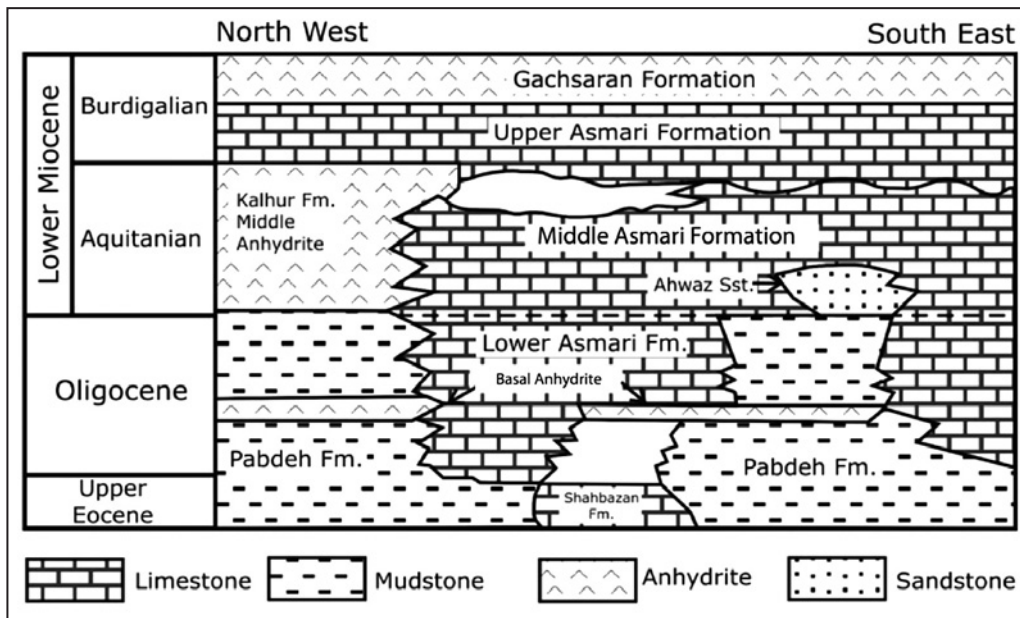 North West
South East
Lower Miocene
Burdigalian
Gachsaran Formation
Upper Asmari Formation
Aquitanian
Kalhur Fm.
Middle
Anhydrite
Middle Asmari Formation
Ahwaz Sst.
Oligocene
Lower Asmari Fm.
Basal Anhydrite
Pabdeh Fm.
Pabdeh Fm.
Upper
Eocene
Shahbazan
Fm.
Limestone
Mudstone
Anhydrite
Sandstone